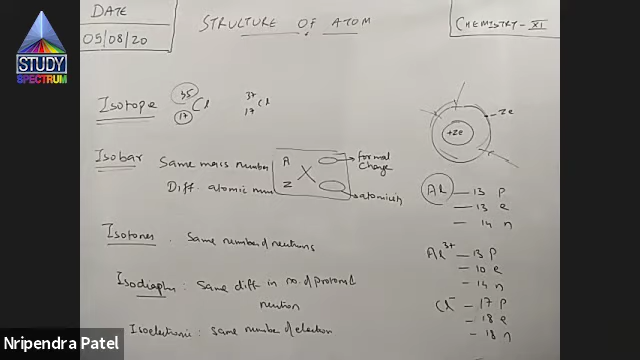 DATE
05/08/20
STRUCTURE OF ATOM
CHEMISTRY - XI
STUDY
SPECTRUM
Isotope 35 17 Cl 37 17 Cl
+2e
2e
Isobar Same mass number
Diff. atomic num
A X Z
formal
charge
atomicity
Al — 13 p
— 13 e
— 14 n
Isotones . Same number of neutrons
Al3+ — 13 p
— 10 e
— 14 n
Isodiaphers : Same diff in no. of protons &
neutron
Cl- — 17 p
— 18 e
— 18 n
Isoelectronic : same number of electron
Nripendra Patel